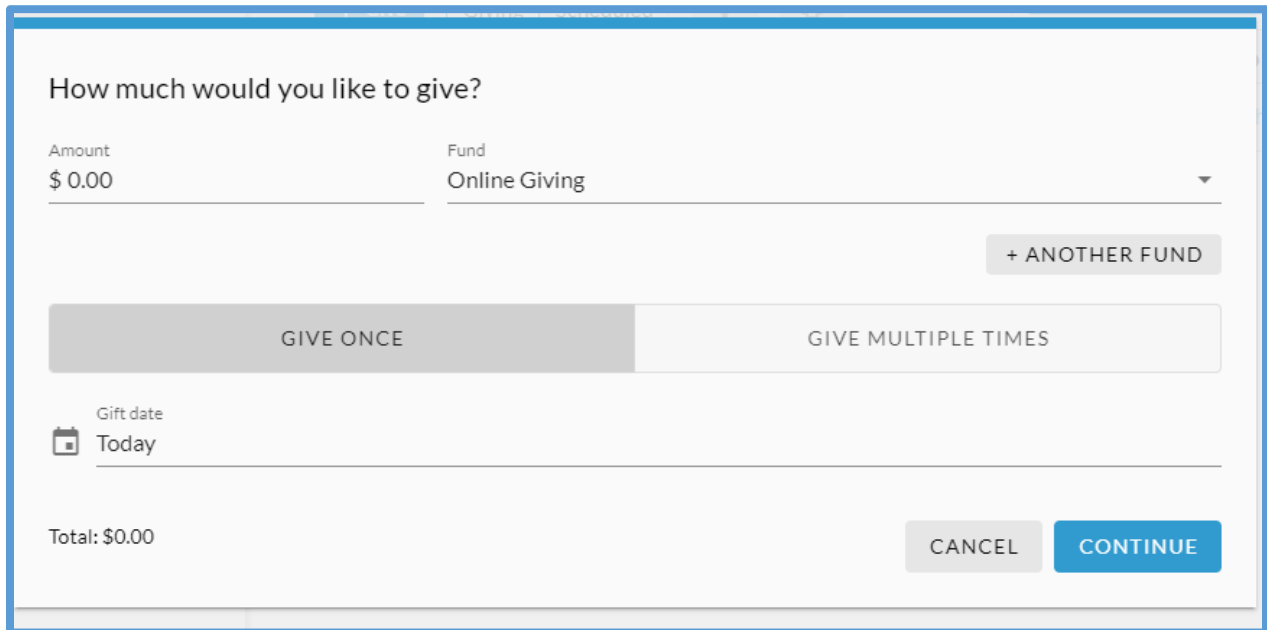 How much would you like to give?
Amount
Fund
$ 0.00
Online Giving
+ ANOTHER FUND
GIVE ONCE
GIVE MULTIPLE TIMES
Gift date
Today
Total: $0.00
CANCEL
CONTINUE